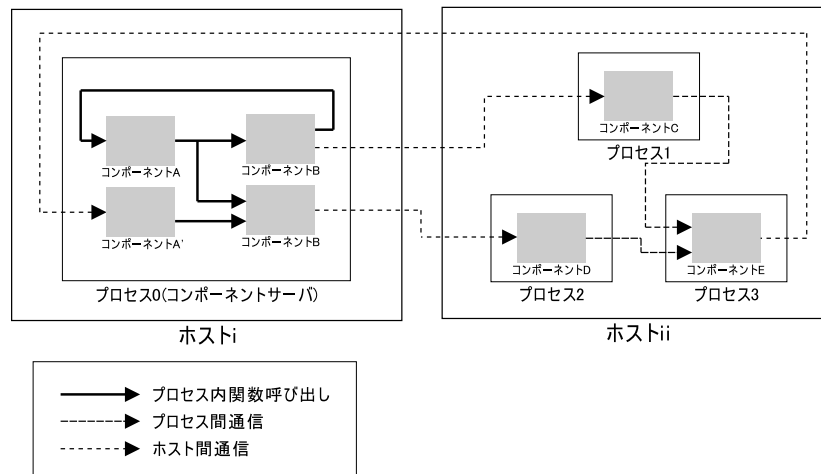 コンポーネントA
コンポーネントB
コンポーネントA'
コンポーネントB
プロセス0(コンポーネントサーバ)
ホストi
コンポーネントC
プロセス1
コンポーネントD
プロセス2
コンポーネントE
プロセス3
ホストii
プロセス内関数呼び出し
プロセス間通信
ホスト間通信